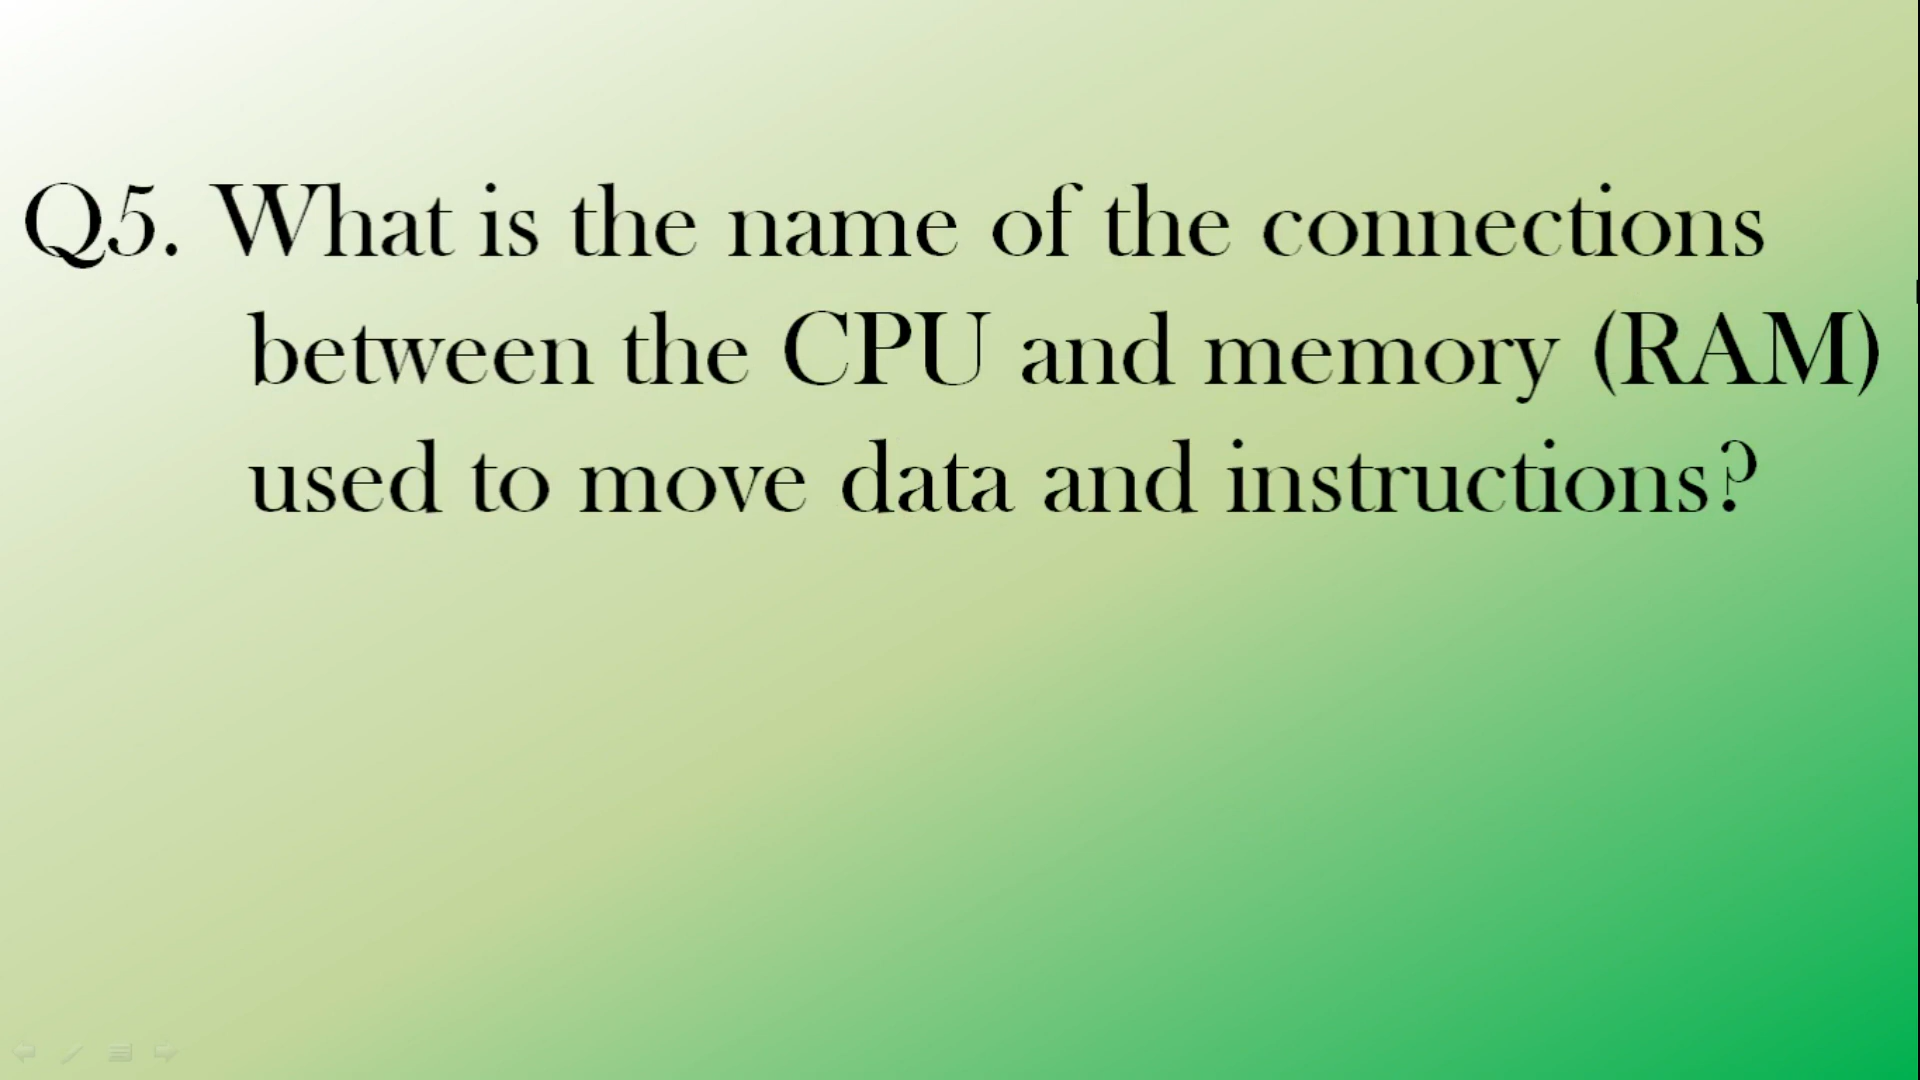 Q5. What is the name of the connections
between the CPU and memory (RAM)
used to move data and instructions?